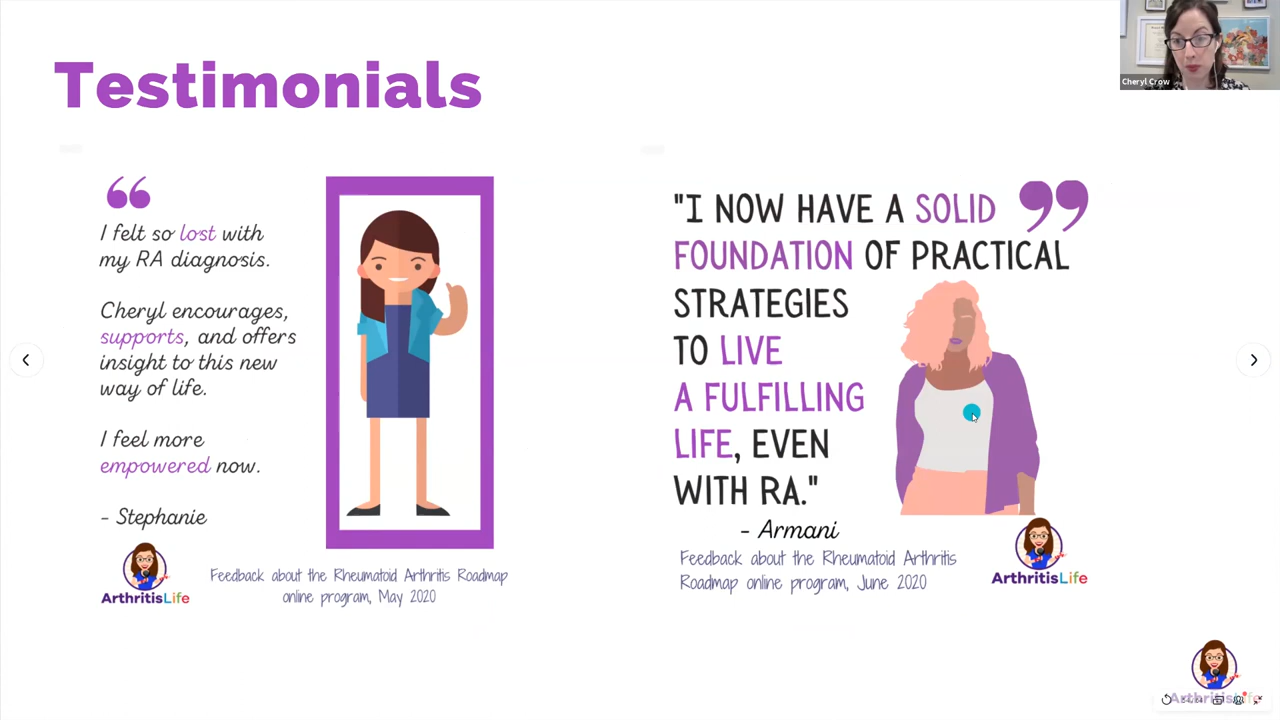 Cheryl Crow
Testimonials
I felt so lost with
my RA diagnosis.
Cheryl encourages,
supports, and offers
insight to this new
way of life.
I feel more
empowered now.
- Stephanie
ArthritisLife
Feedback about the Rheumatoid Arthritis Roadmap
online program, May 2020
"I NOW HAVE A SOLID
FOUNDATION OF PRACTICAL
STRATEGIES
TO LIVE
A FULFILLING
LIFE, EVEN
WITH RA."
- Armani
Feedback about the Rheumatoid Arthritis
Roadmap online program, June 2020
ArthritisLife
ArthritisLife